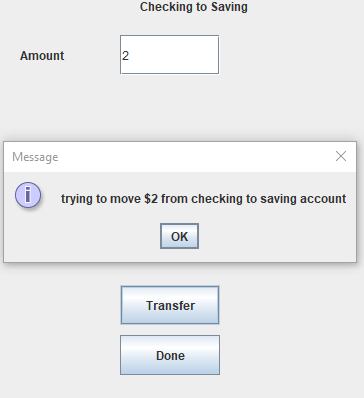 Checking to Saving
Amount
2
Message
trying to move $2 from checking to saving account
OK
Transfer
Done